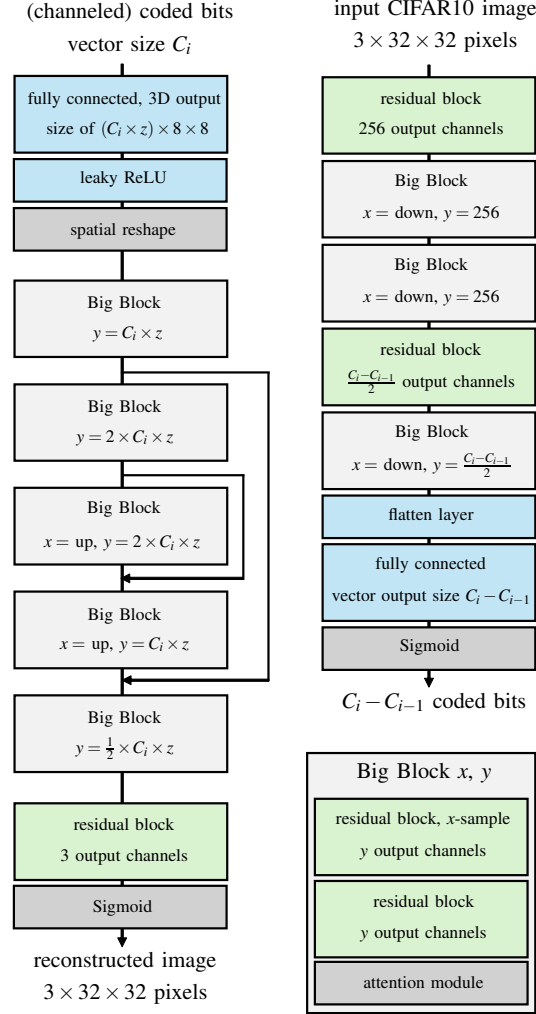 (channeled) coded bits
vector size C_i
fully connected, 3D output
size of (C_i × z) × 8 × 8
leaky ReLU
spatial reshape
Big Block
y = C_i × z
Big Block
y = 2 × C_i × z
Big Block
x = up, y = 2 × C_i × z
Big Block
x = up, y = C_i × z
Big Block
y = 1/2 × C_i × z
residual block
3 output channels
Sigmoid
reconstructed image
3 × 32 × 32 pixels
input CIFAR10 image
3 × 32 × 32 pixels
residual block
256 output channels
Big Block
x = down, y = 256
Big Block
x = down, y = 256
residual block
(C_i − C_{i−1})/2 output channels
Big Block
x = down, y = (C_i − C_{i−1})/2
flatten layer
fully connected
vector output size C_i − C_{i−1}
Sigmoid
C_i − C_{i−1} coded bits
Big Block x, y
residual block, x-sample
y output channels
residual block
y output channels
attention module